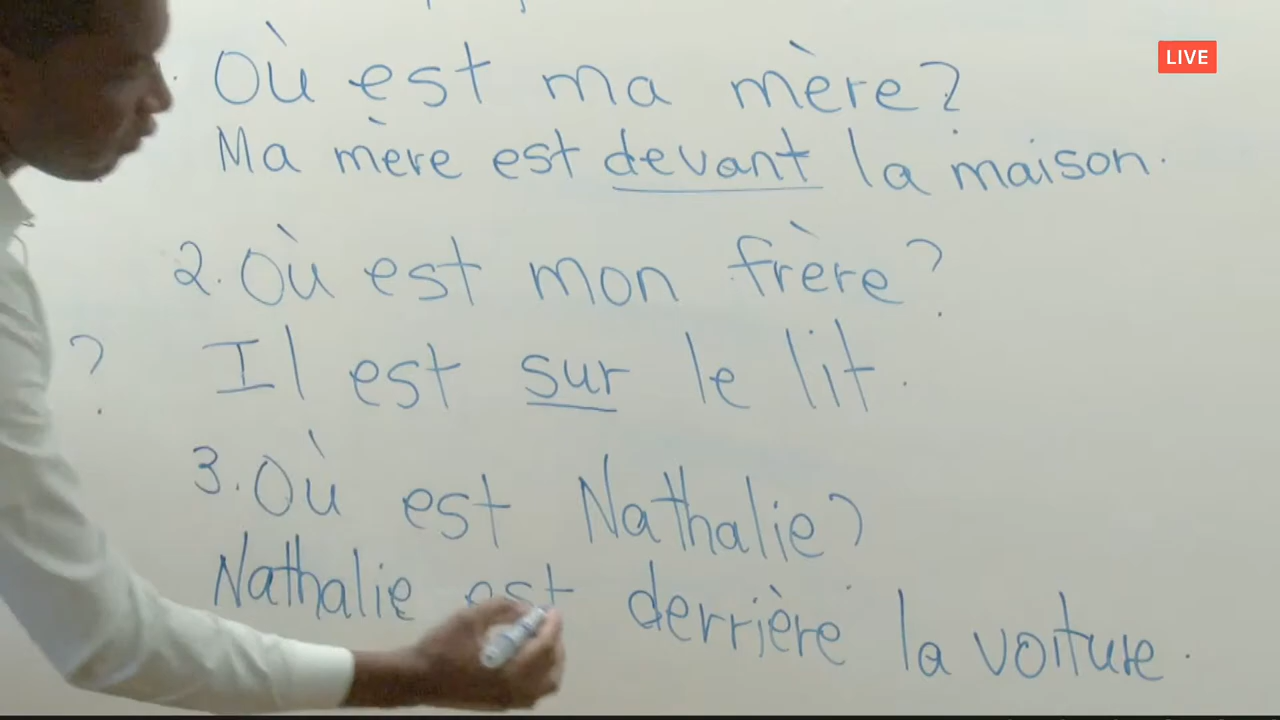 LIVE
Où est ma mère?
Ma mère est devant la maison.
2. Où est mon frère?
? Il est sur le lit.
3. Où est Nathalie?
Nathalie est derrière la voiture.